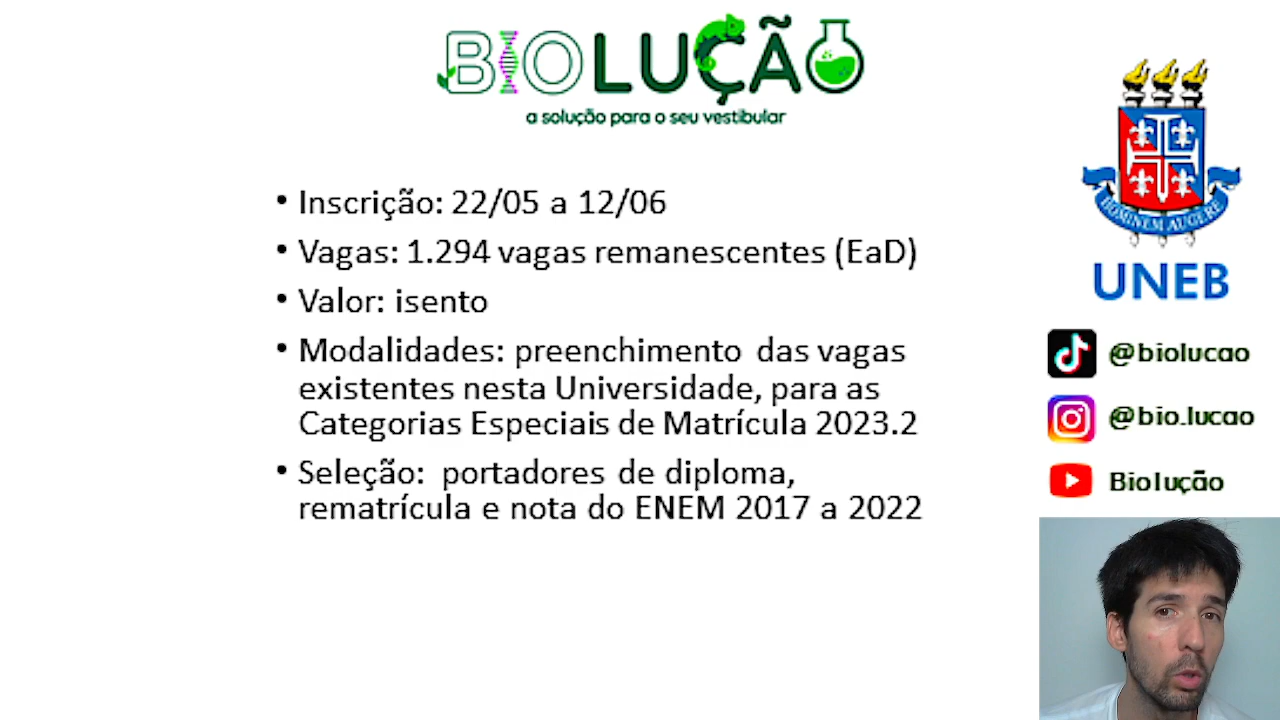 BIOLUÇÃO
a solução para o seu vestibular
• Inscrição: 22/05 a 12/06
• Vagas: 1.294 vagas remanescentes (EaD)
• Valor: isento
• Modalidades: preenchimento das vagas
existentes nesta Universidade, para as
Categorias Especiais de Matrícula 2023.2
• Seleção: portadores de diploma,
rematrícula e nota do ENEM 2017 a 2022
HOMINEM AUGERE
UNEB
@biolucao
@bio.lucao
Biolução